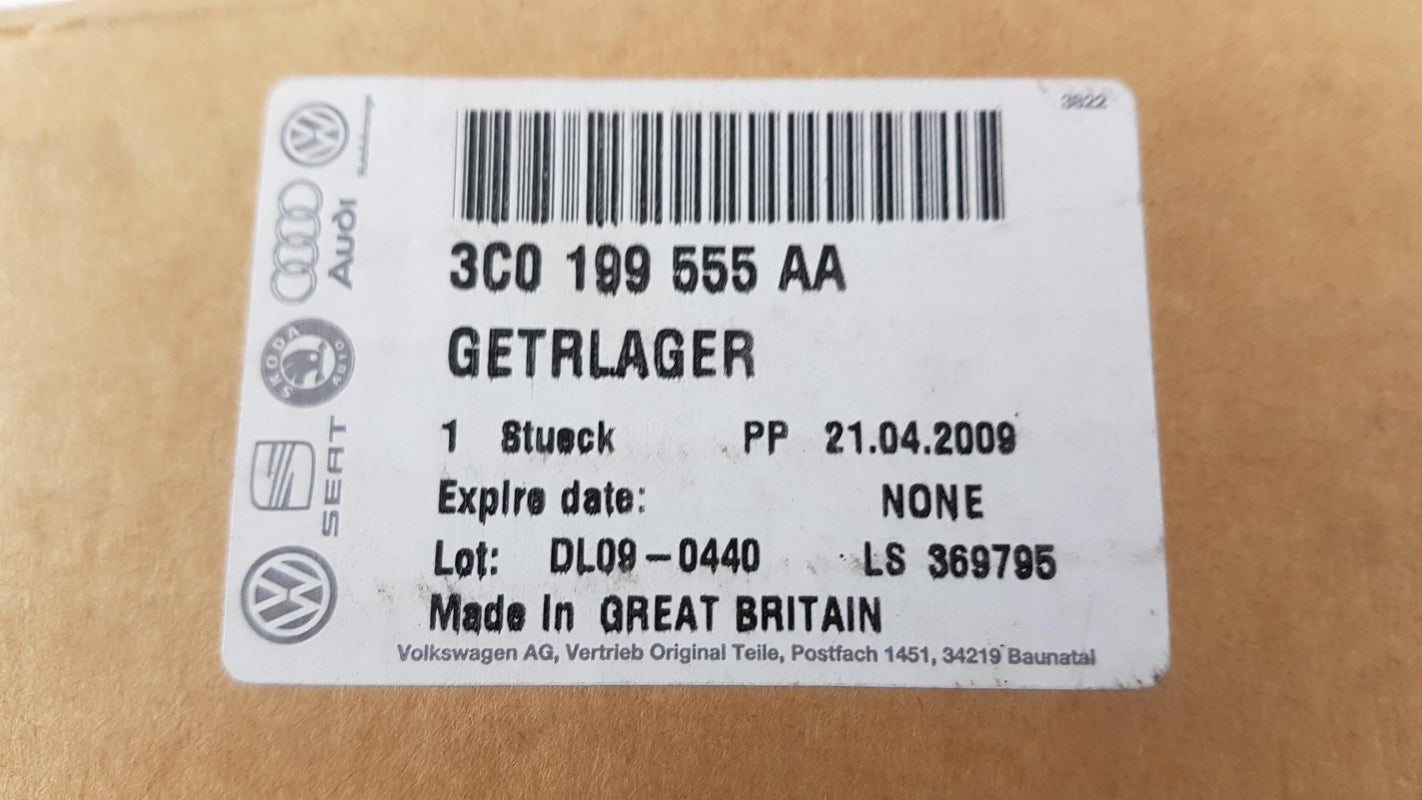 3822
3C0 199 555 AA
GETRLAGER
1 Stueck PP 21.04.2009
Expire date: NONE
Lot: DL09-0440 LS 369795
Made in GREAT BRITAIN
Volkswagen AG, Vertrieb Original Teile, Postfach 1451, 34219 Baunatal
Audi
SKODA AUTO
SEAT